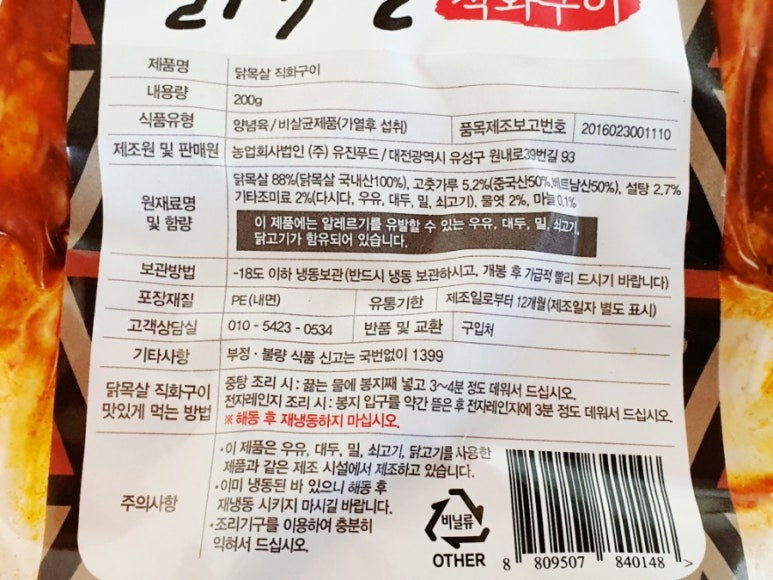 닭목살
직화구이
제품명 닭목살 직화구이
내용량 200g
식품유형 양념육/비살균제품(가열후 섭취) 품목제조보고번호 2016023001110
제조원 및 판매원 농업회사법인 (주) 유진푸드/대전광역시 유성구 원내로39번길 93
원재료명 및 함량 닭목살 88%(닭목살 국내산100%), 고춧가루 5.2%(중국산50%,베트남산50%), 설탕 2.7%
기타조미료 2%(다시다, 우유, 대두, 밀, 쇠고기), 물엿 2%, 마늘 0.1%
이 제품에는 알레르기를 유발할 수 있는 우유, 대두, 밀, 쇠고기,
닭고기가 함유되어 있습니다.
보관방법 -18도 이하 냉동보관(반드시 냉동 보관하시고, 개봉 후 가급적 빨리 드시기 바랍니다)
포장재질 PE(내면) 유통기한 제조일로부터 12개월(제조일자 별도 표시)
고객상담실 010-5423-0534 반품 및 교환 구입처
기타사항 부정·불량 식품 신고는 국번없이 1399
닭목살 직화구이 맛있게 먹는 방법 중탕 조리 시 : 끓는 물에 봉지째 넣고 3~4분 정도 데워서 드십시오.
전자레인지 조리 시 : 봉지 입구를 약간 뜯은 후 전자레인지에 3분 정도 데워서 드십시오.
※ 해동 후 재냉동하지 마십시오.
주의사항 ·이 제품은 우유, 대두, 밀, 쇠고기, 닭고기를 사용한
제품과 같은 제조 시설에서 제조하고 있습니다.
·이미 냉동된 바 있으니 해동 후
재냉동 시키지 마시길 바랍니다.
·조리기구를 이용하여 충분히
익혀서 드십시오.
비닐류
OTHER
8 809507 840148 >